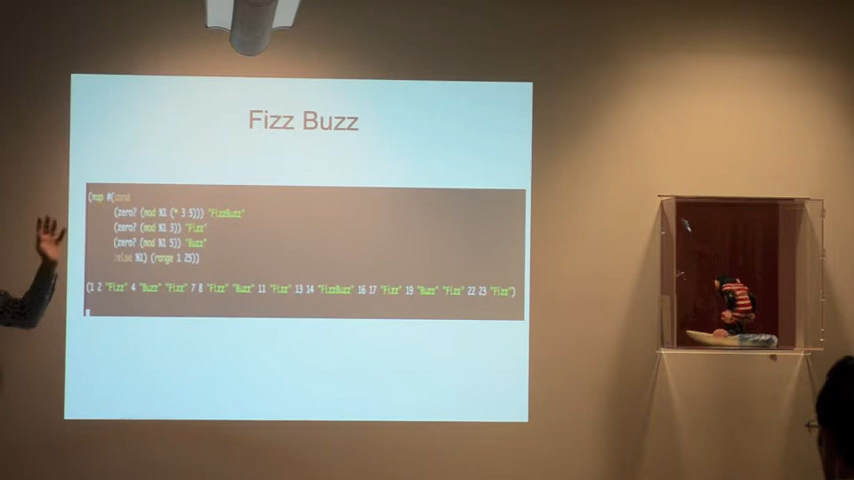 Fizz Buzz
(map #(cond
(zero? (mod %1 (* 3 5))) "FizzBuzz"
(zero? (mod %1 3)) "Fizz"
(zero? (mod %1 5)) "Buzz"
:else %1) (range 1 25))
(1 2 "Fizz" 4 "Buzz" "Fizz" 7 8 "Fizz" "Buzz" 11 "Fizz" 13 14 "FizzBuzz" 16 17 "Fizz" 19 "Buzz" "Fizz" 22 23 "Fizz")